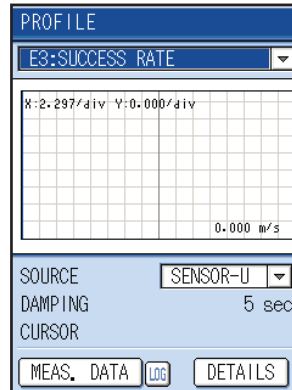 PROFILE
E3:SUCCESS RATE
X:2.297/div Y:0.000/div
0.000 m/s
SOURCE SENSOR-U
DAMPING 5 sec
CURSOR
MEAS. DATA LOG DETAILS